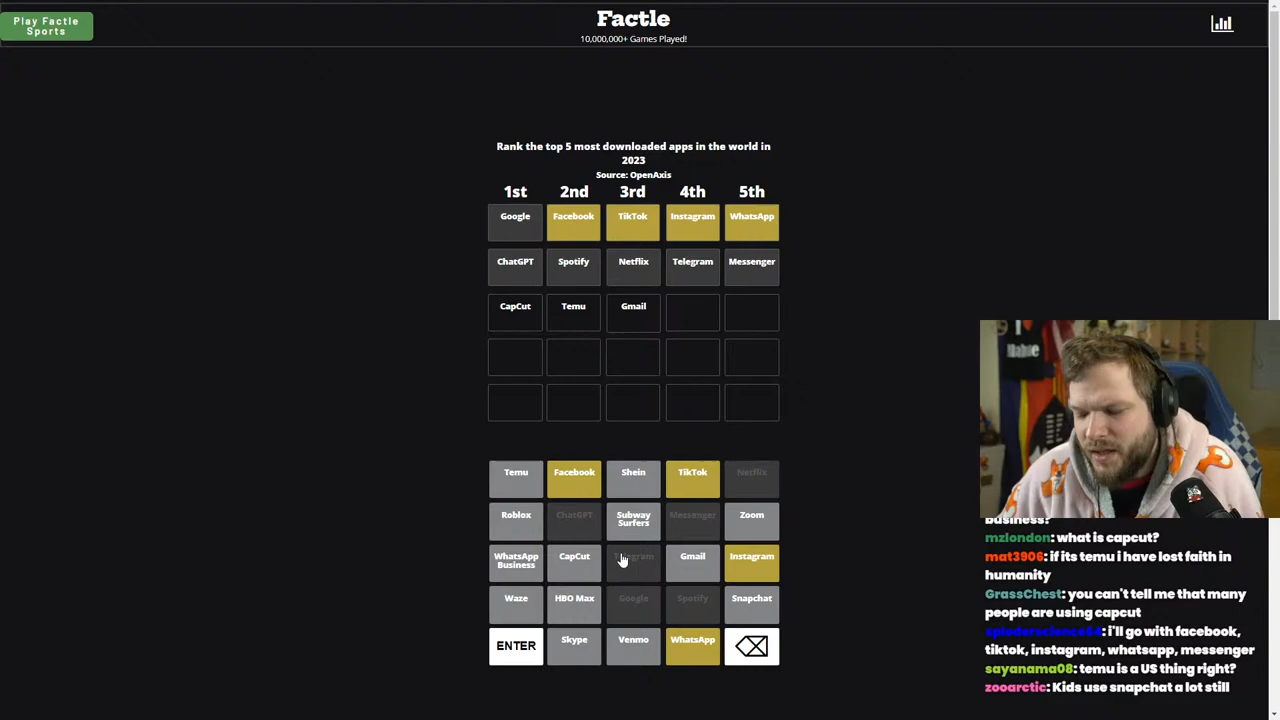 Play Factle
Sports
Factle
10,000,000+ Games Played!
Rank the top 5 most downloaded apps in the world in
2023
Source: OpenAxis
1st 2nd 3rd 4th 5th
Google Facebook TikTok Instagram WhatsApp
ChatGPT Spotify Netflix Telegram Messenger
CapCut Temu Gmail
Temu Facebook Shein TikTok Netflix
Roblox ChatGPT Subway
Surfers Messenger Zoom
WhatsApp
Business CapCut Telegram Gmail Instagram
Waze HBO Max Google Spotify Snapchat
ENTER Skype Venmo WhatsApp
business?
mzlondon: what is capcut?
mat3906: if its temu i have lost faith in
humanity
GrassChest: you can't tell me that many
people are using capcut
i'll go with facebook,
tiktok, instagram, whatsapp, messenger
sayanama08: temu is a US thing right?
zooarctic: Kids use snapchat a lot still